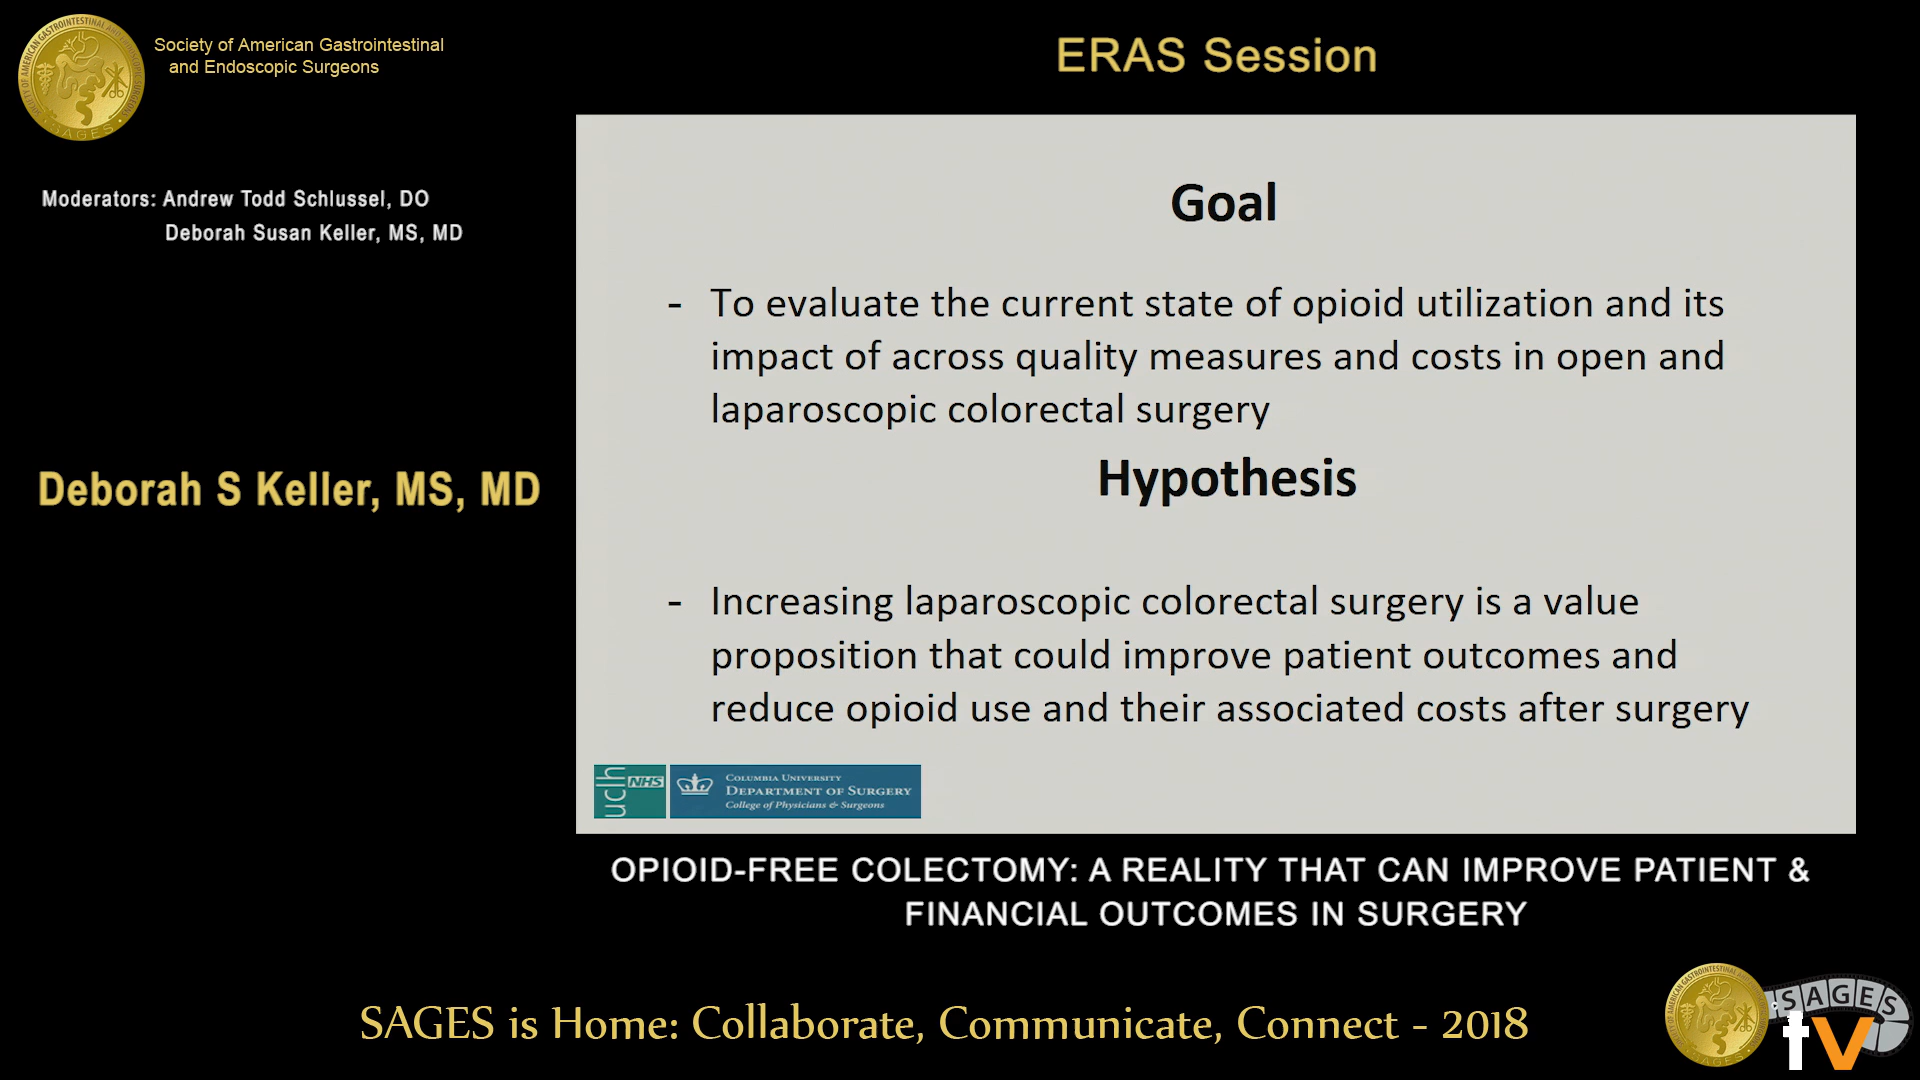 Society of American Gastrointestinal
and Endoscopic Surgeons
ERAS Session
Moderators: Andrew Todd Schlussel, DO
Deborah Susan Keller, MS, MD
Deborah S Keller, MS, MD
Goal
- To evaluate the current state of opioid utilization and its
impact of across quality measures and costs in open and
laparoscopic colorectal surgery
Hypothesis
- Increasing laparoscopic colorectal surgery is a value
proposition that could improve patient outcomes and
reduce opioid use and their associated costs after surgery
uclh
NHS
COLUMBIA UNIVERSITY
DEPARTMENT OF SURGERY
College of Physicians & Surgeons
OPIOID-FREE COLECTOMY: A REALITY THAT CAN IMPROVE PATIENT &
FINANCIAL OUTCOMES IN SURGERY
SAGES is Home: Collaborate, Communicate, Connect - 2018
SAGES
tv